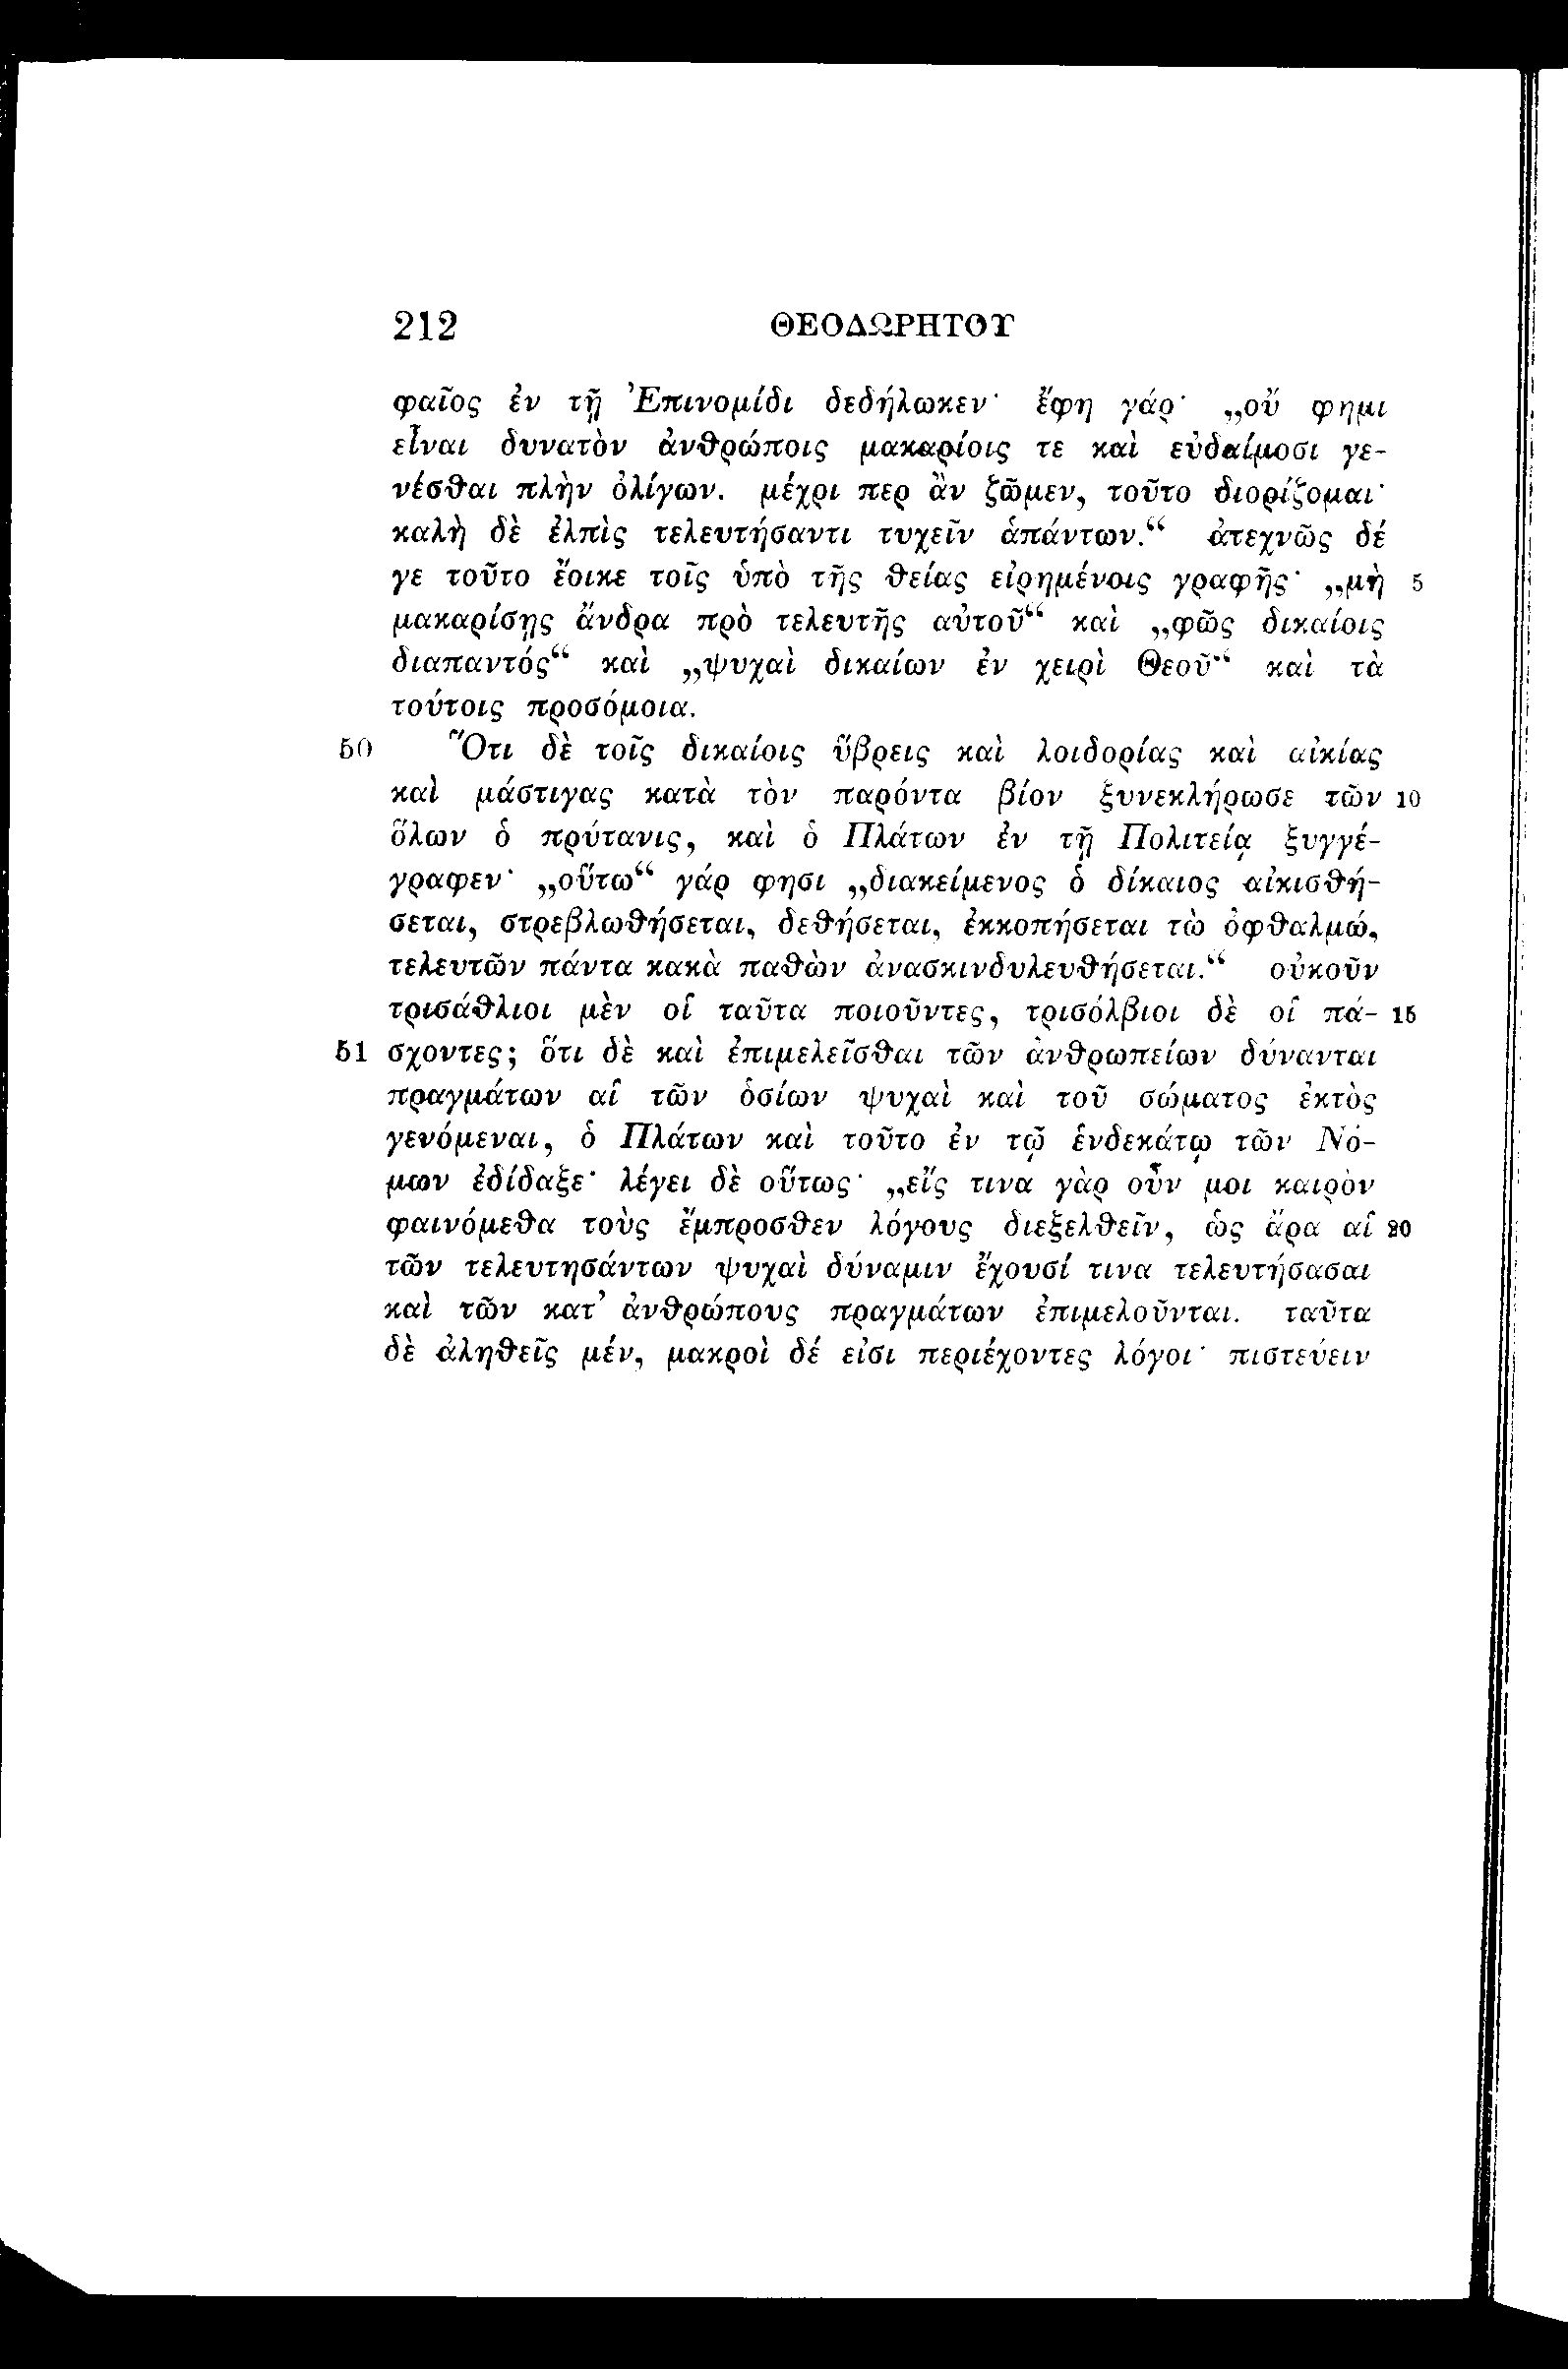 212 ΘΕΟΔΩΡΗΤΟΥ
φαῖος ἐν τῇ Ἐπινομίδι δεδήλωκεν· ἔφη γάρ· „οὔ φημι
εἶναι δυνατὸν ἀνθρώποις μακαρίοις τε καὶ εὐδαίμοσι γε-
νέσθαι πλὴν ὀλίγων. μέχρι περ ἂν ζῶμεν, τοῦτο διορίζομαι·
καλὴ δὲ ἐλπὶς τελευτήσαντι τυχεῖν ἁπάντων.“ ἀτεχνῶς δέ
γε τοῦτο ἔοικε τοῖς ὑπὸ τῆς θείας εἰρημένοις γραφῆς· „μὴ 5
μακαρίσῃς ἄνδρα πρὸ τελευτῆς αὐτοῦ“ καὶ „φῶς δικαίοις
διαπαντός“ καὶ „ψυχαὶ δικαίων ἐν χειρὶ Θεοῦ“ καὶ τὰ
τούτοις προσόμοια.
50 Ὅτι δὲ τοῖς δικαίοις ὕβρεις καὶ λοιδορίας καὶ αἰκίας
καὶ μάστιγας κατὰ τὸν παρόντα βίον ξυνεκλήρωσε τῶν 10
ὅλων ὁ πρύτανις, καὶ ὁ Πλάτων ἐν τῇ Πολιτείᾳ ξυγγέ-
γραφεν· „οὕτω“ γάρ φησι „διακείμενος ὁ δίκαιος αἰκισθή-
σεται, στρεβλωθήσεται, δεθήσεται, ἐκκοπήσεται τὼ ὀφθαλμώ,
τελευτῶν πάντα κακὰ παθὼν ἀνασκινδυλευθήσεται.“ οὐκοῦν
τρισάθλιοι μὲν οἱ ταῦτα ποιοῦντες, τρισόλβιοι δὲ οἱ πά- 15
51 σχοντες; ὅτι δὲ καὶ ἐπιμελεῖσθαι τῶν ἀνθρωπείων δύνανται
πραγμάτων αἱ τῶν ὁσίων ψυχαὶ καὶ τοῦ σώματος ἐκτὸς
γενόμεναι, ὁ Πλάτων καὶ τοῦτο ἐν τῷ ἑνδεκάτῳ τῶν Νό-
μων ἐδίδαξε· λέγει δὲ οὕτως· „εἴς τινα γὰρ οὖν μοι καιρὸν
φαινόμεθα τοὺς ἔμπροσθεν λόγους διεξελθεῖν, ὡς ἄρα αἱ 20
τῶν τελευτησάντων ψυχαὶ δύναμιν ἔχουσί τινα τελευτήσασαι
καὶ τῶν κατ’ ἀνθρώπους πραγμάτων ἐπιμελοῦνται. ταῦτα
δὲ ἀληθεῖς μέν, μακροὶ δέ εἰσι περιέχοντες λόγοι· πιστεύειν